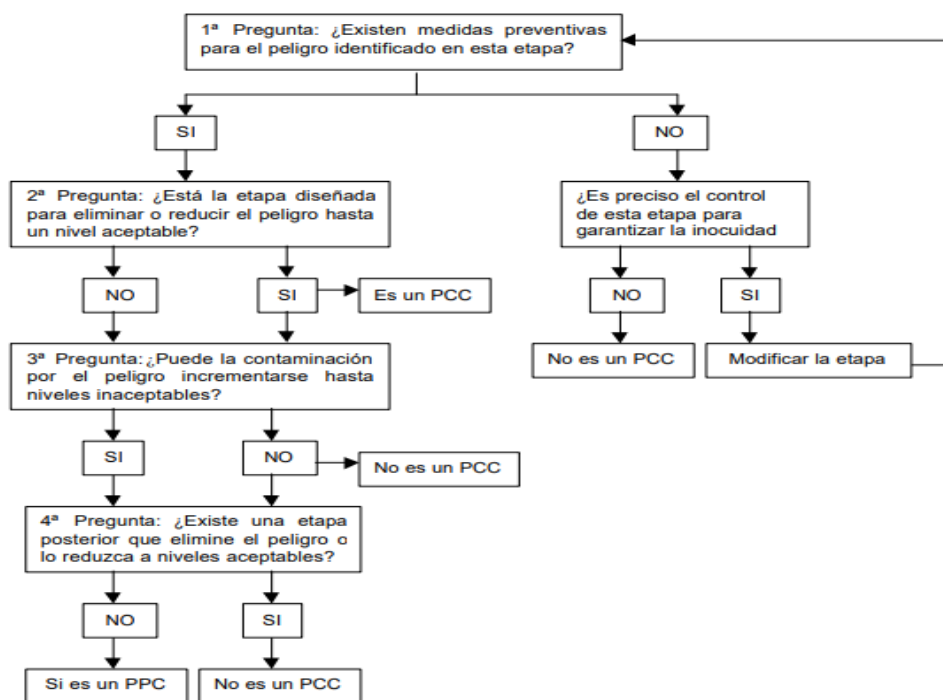 1ª Pregunta: ¿Existen medidas preventivas
para el peligro identificado en esta etapa?
SI
NO
2ª Pregunta: ¿Está la etapa diseñada
para eliminar o reducir el peligro hasta
un nivel aceptable?
¿Es preciso el control
de esta etapa para
garantizar la inocuidad
NO
SI
Es un PCC
NO
SI
3ª Pregunta:¿Puede la contaminación
por el peligro incrementarse hasta
niveles inaceptables?
No es un PCC
Modificar la etapa
SI
NO
No es un PCC
4ª Pregunta: ¿Existe una etapa
posterior que elimine el peligro o
lo reduzca a niveles aceptables?
NO
SI
Si es un PPC
No es un PCC